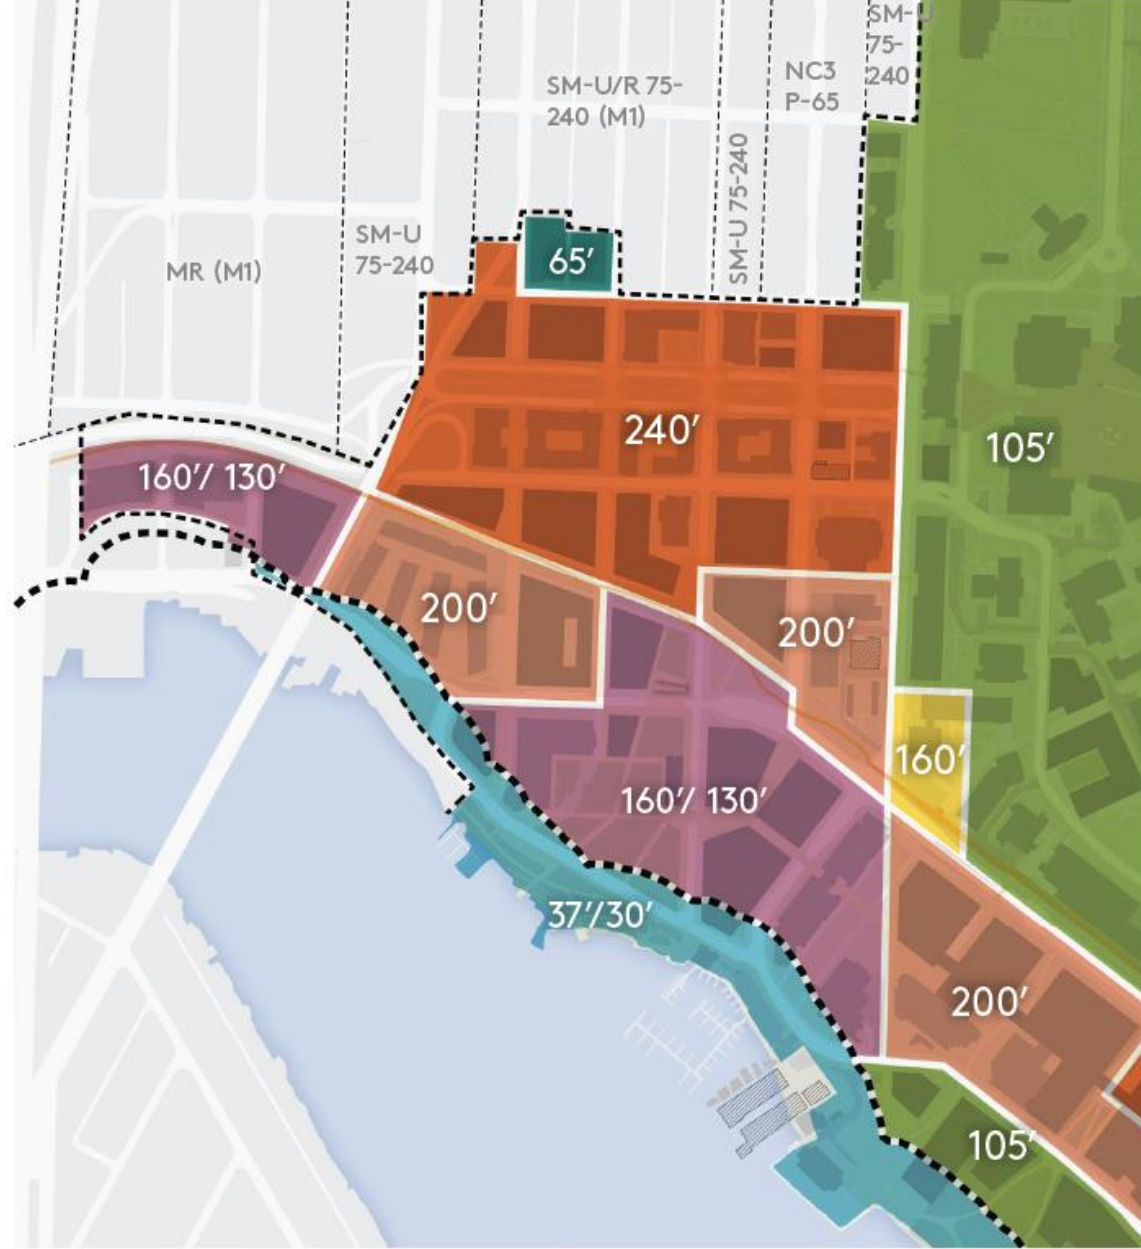 SM-U
75-
240
SM-U/R 75-
240 (M1)
NC3
P-65
SM-U 75-240
SM-U
75-240
MR (M1)
65′
240′
105′
160′/ 130′
200′
200′
160′
160′/ 130′
37′/30′
200′
105′